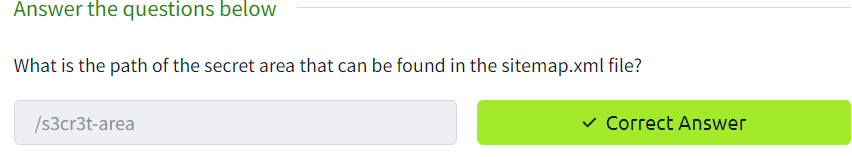 Answer the questions below
What is the path of the secret area that can be found in the sitemap.xml file?
/s3cr3t-area
✓ Correct Answer